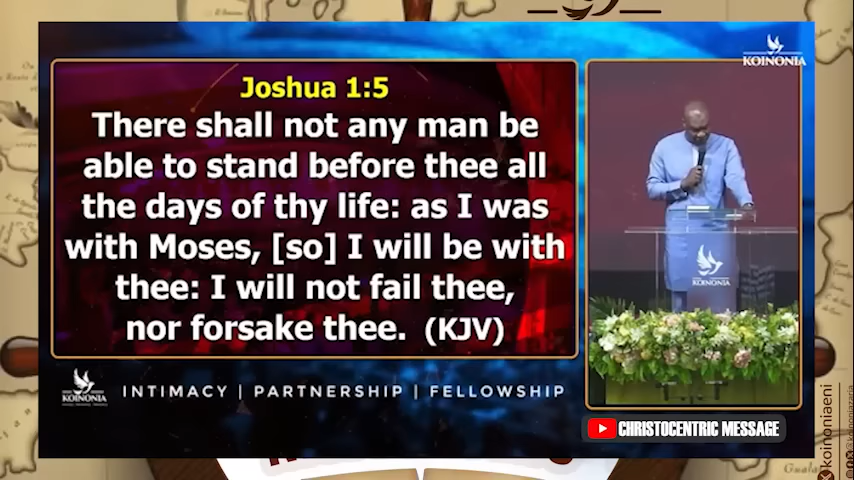 KOINONIA
Joshua 1:5
There shall not any man be
able to stand before thee all
the days of thy life: as I was
with Moses, [so] I will be with
thee: I will not fail thee,
nor forsake thee. (KJV)
KOINONIA
KOINONIA
INTIMACY | PARTNERSHIP | FELLOWSHIP
CHRISTOCENTRIC MESSAGE
koinoniaeni